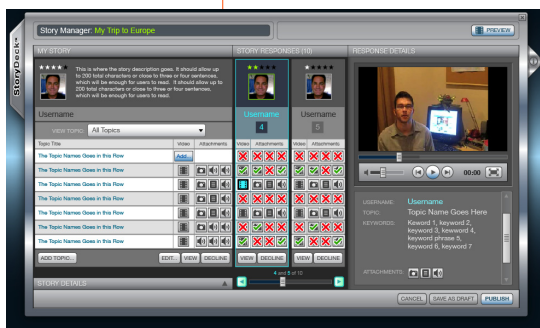 Story Manager: My Trip to Europe
PREVIEW
StoryDeck™
MY STORY
STORY RESPONSES (10)
RESPONSE DETAILS
This is where the story description goes. It should allow up
to 200 total characters or close to three or four sentences,
which will be enough for users to read. It should allow up to
200 total characters or close to three or four sentences,
which will be enough for users to read.
Username
Username
4
Username
5
VIEW TOPIC: All Topics
Topic Title Video Attachments Video Attachments Video Attachments
The Topic Names Goes in this Row Add...
The Topic Names Goes in this Row
The Topic Names Goes in this Row
The Topic Names Goes in this Row
The Topic Names Goes in this Row
The Topic Names Goes in this Row
The Topic Names Goes in this Row
ADD TOPIC... EDIT... VIEW DECLINE VIEW DECLINE VIEW DECLINE
4 and 5 of 10
STORY DETAILS
00:00
USERNAME: Username
TOPIC: Topic Name Goes Here
KEYWORDS: Keword 1, keyword 2,
keyword 3, kewword 4,
keyword phrase 5,
keyword 6, keyword 7
ATTACHMENTS:
CANCEL SAVE AS DRAFT PUBLISH